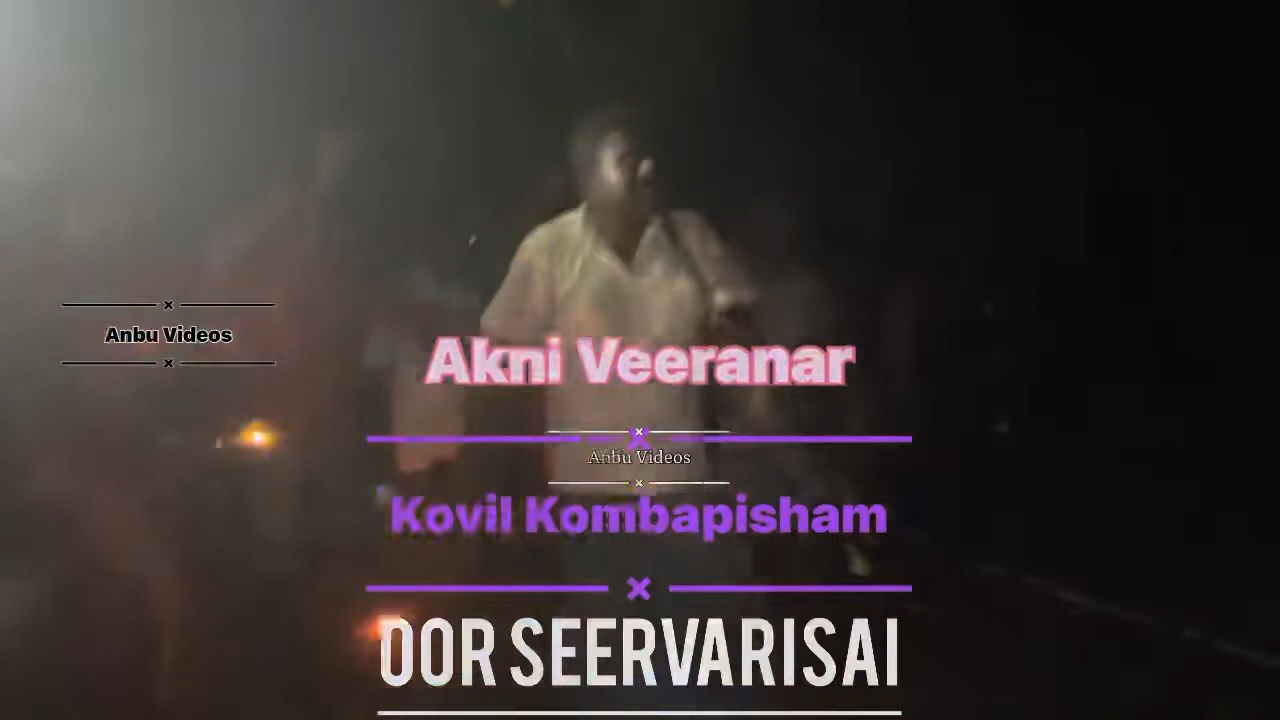 Anbu Videos
Akni Veeranar
Anbu Videos
Kovil Kombapisham
OOR SEERVARISAI